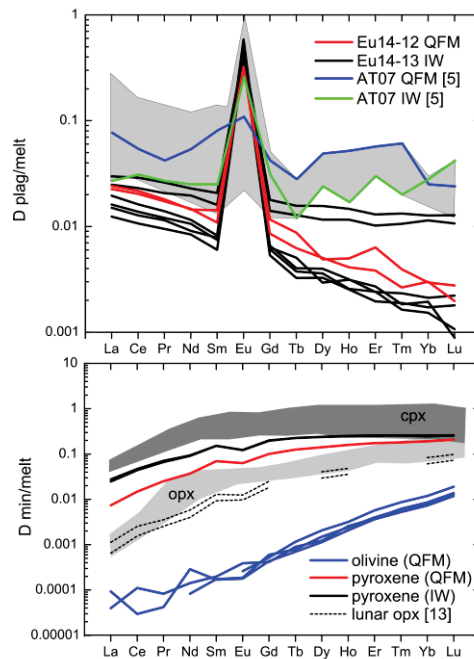 1
0.1
0.01
0.001
D plag/melt
Eu14-12 QFM
Eu14-13 IW
AT07 QFM [5]
AT07 IW [5]
La Ce Pr Nd Sm Eu Gd Tb Dy Ho Er Tm Yb Lu
10
1
0.1
0.01
0.001
0.0001
0.00001
D min/melt
cpx
opx
olivine (QFM)
pyroxene (QFM)
pyroxene (IW)
lunar opx [13]
La Ce Pr Nd Sm Eu Gd Tb Dy Ho Er Tm Yb Lu